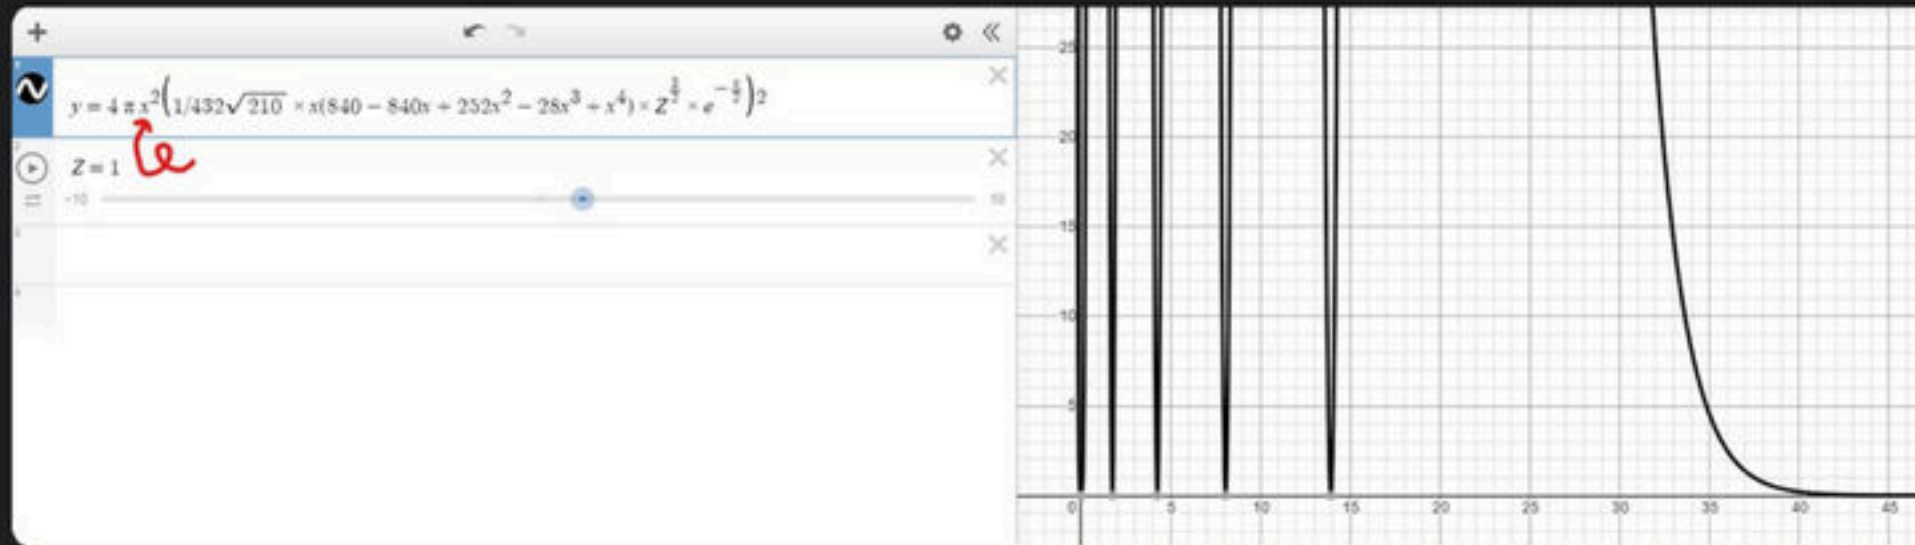 y = 4πx²(1/432√210 × x(840 − 840x + 252x² − 28x³ + x⁴) × Z^{3/2} × e^{−x/2})2
Z = 1
-10
10
25
20
15
10
5
0 5 10 15 20 25 30 35 40 45